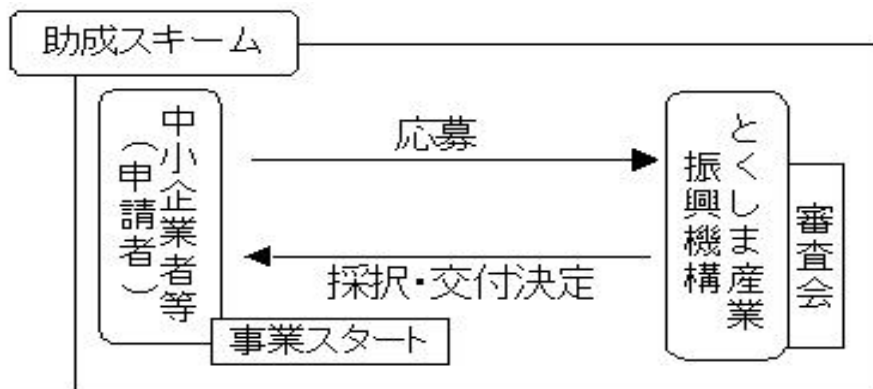 助成スキーム
中小企業者等
（申請者）
応募
とくしま産業
振興機構
審査会
採択・交付決定
事業スタート